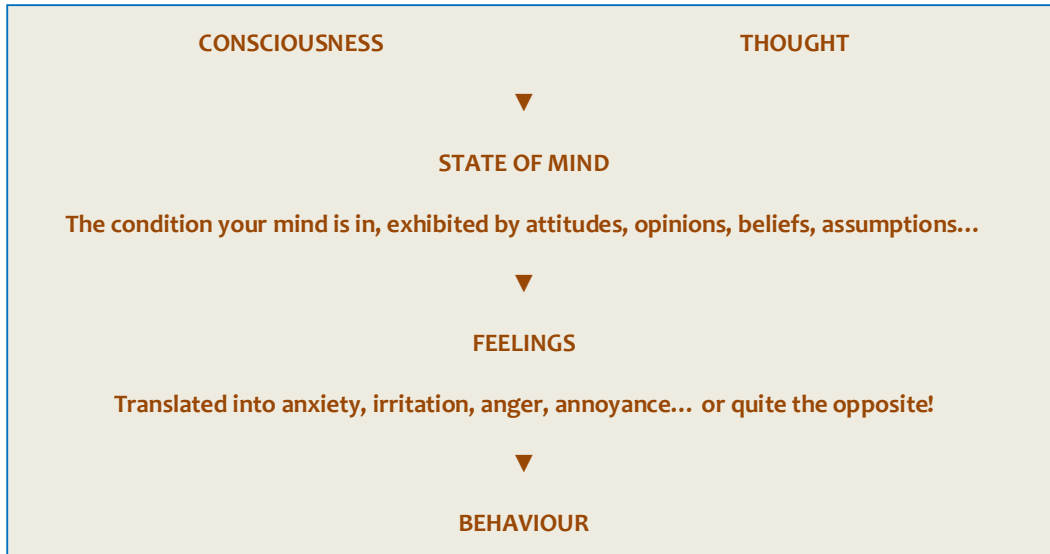 CONSCIOUSNESS THOUGHT
▼
STATE OF MIND
The condition your mind is in, exhibited by attitudes, opinions, beliefs, assumptions…
▼
FEELINGS
Translated into anxiety, irritation, anger, annoyance… or quite the opposite!
▼
BEHAVIOUR